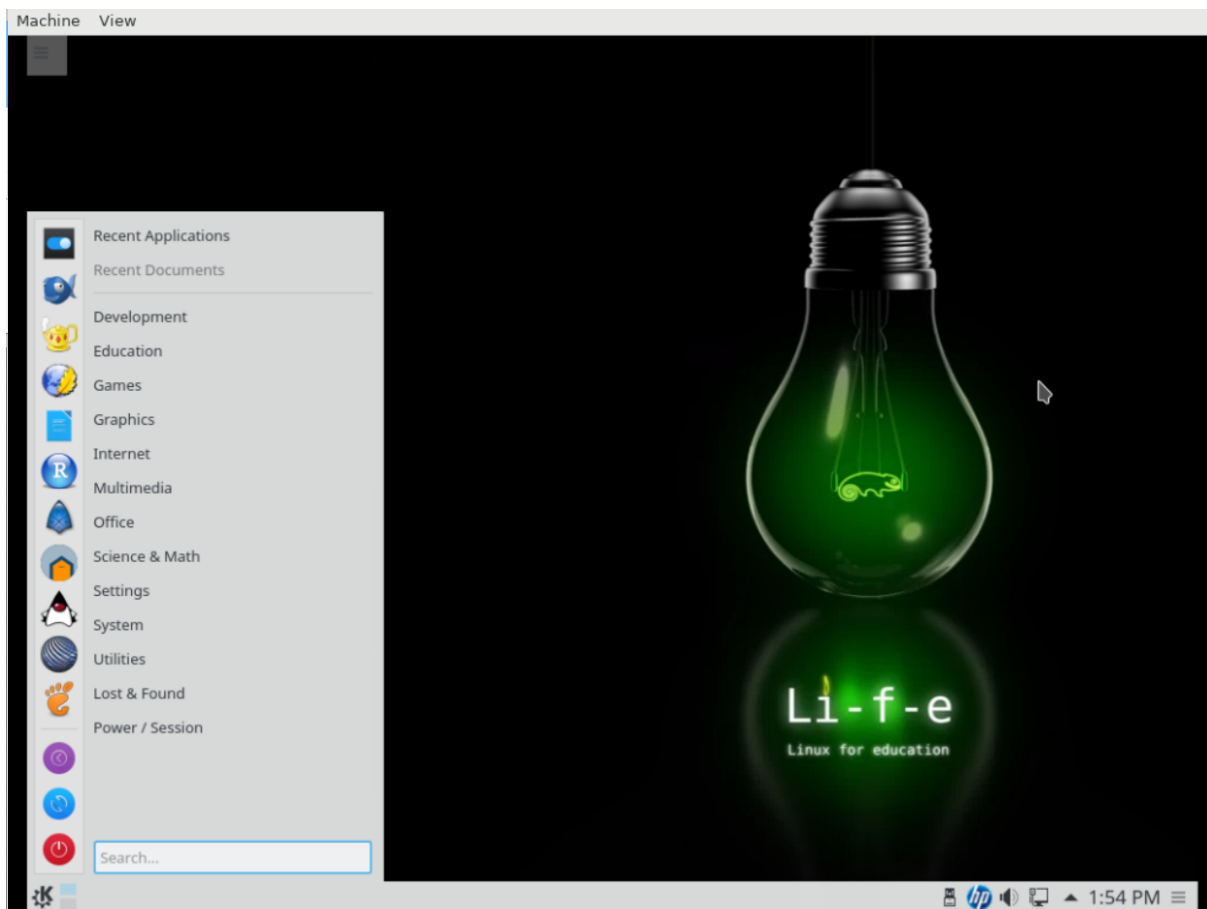 Machine View
Recent Applications
Recent Documents
Development
Education
Games
Graphics
Internet
Multimedia
Office
Science & Math
Settings
System
Utilities
Lost & Found
Power / Session
Search...
R
Li-f-e
Linux for education
K
hp
1:54 PM